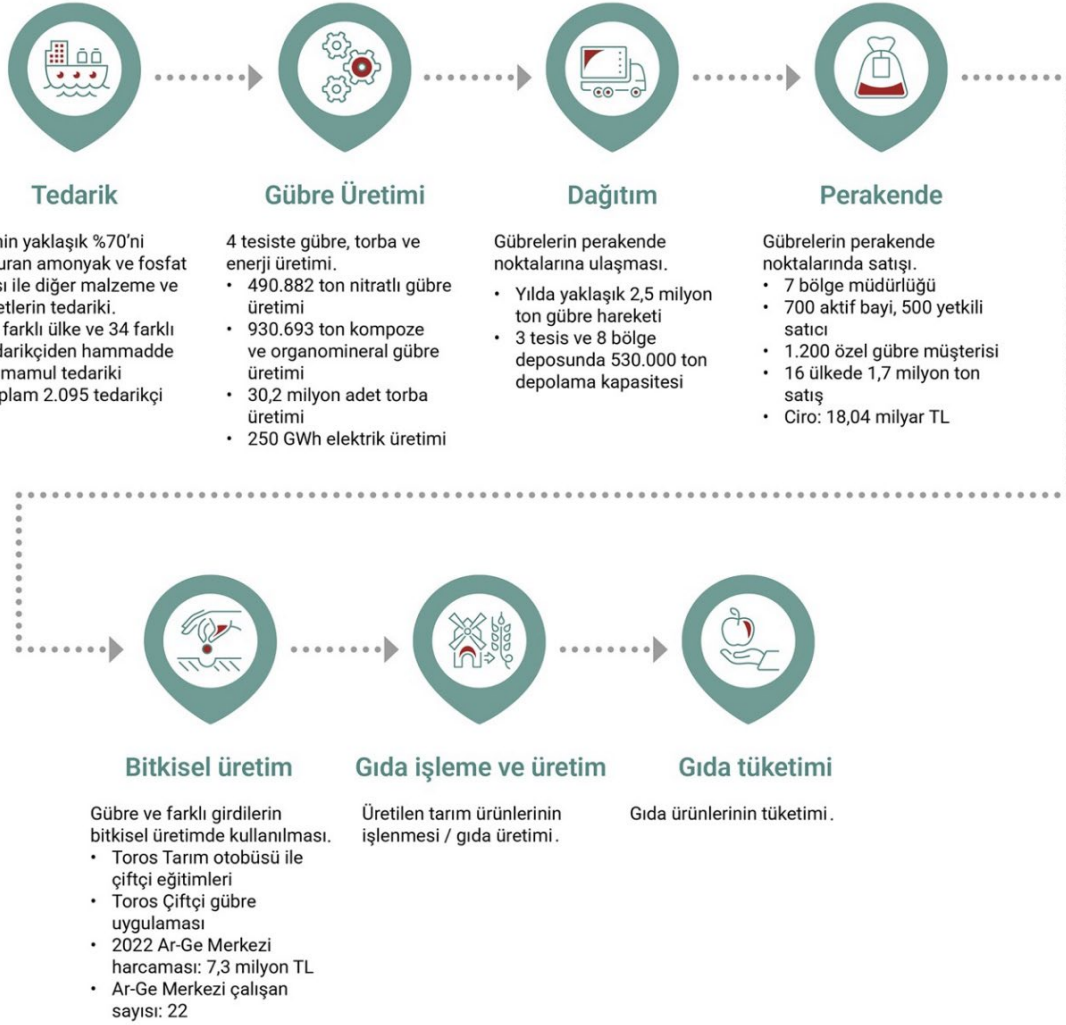 Tedarik
yaklaşık %70'ni
amonyak ve fosfat
ile diğer malzeme ve
tedariki.
farklı ülke ve 34 farklı
hammadde
mamul tedariki
2.095 tedarikçi
Gübre Üretimi
4 tesiste gübre, torba ve
enerji üretimi.
• 490.882 ton nitratlı gübre
üretimi
• 930.693 ton kompoze
ve organomineral gübre
üretimi
• 30,2 milyon adet torba
üretimi
• 250 GWh elektrik üretimi
Dağıtım
Gübrelerin perakende
noktalarına ulaşması.
• Yılda yaklaşık 2,5 milyon
ton gübre hareketi
• 3 tesis ve 8 bölge
deposunda 530.000 ton
depolama kapasitesi
Perakende
Gübrelerin perakende
noktalarında satışı.
• 7 bölge müdürlüğü
• 700 aktif bayi, 500 yetkili
satıcı
• 1.200 özel gübre müşterisi
• 16 ülkede 1,7 milyon ton
satış
• Ciro: 18,04 milyar TL
Bitkisel üretim
Gübre ve farklı girdilerin
bitkisel üretimde kullanılması.
• Toros Tarım otobüsü ile
çiftçi eğitimleri
• Toros Çiftçi gübre
uygulaması
• 2022 Ar-Ge Merkezi
harcaması: 7,3 milyon TL
• Ar-Ge Merkezi çalışan
sayısı: 22
Gıda işleme ve üretim
Üretilen tarım ürünlerinin
işlenmesi / gıda üretimi.
Gıda tüketimi
Gıda ürünlerinin tüketimi.